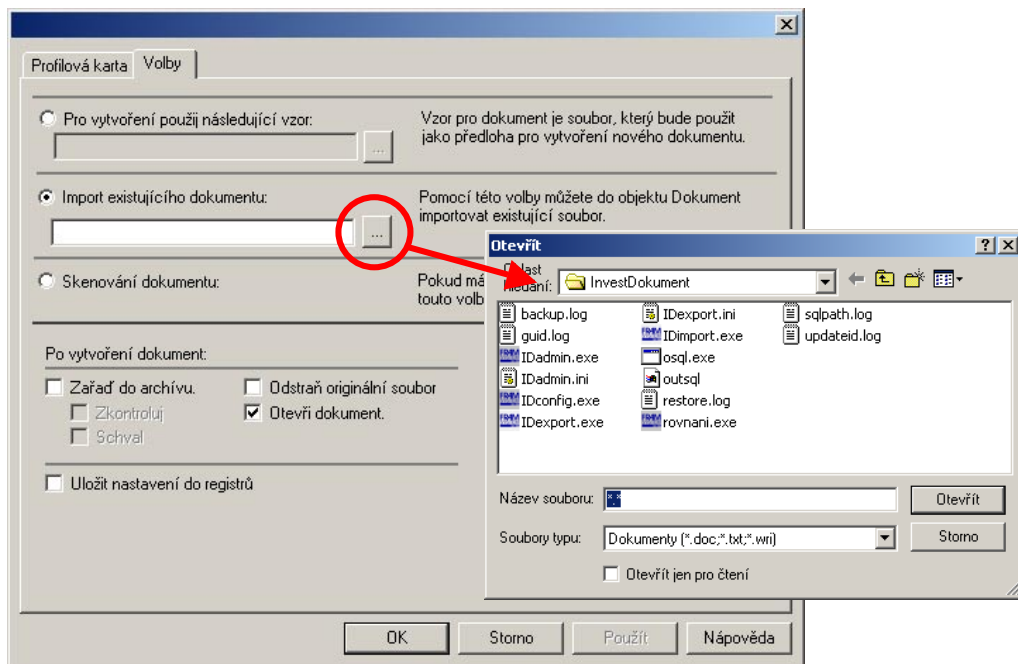 Profilová karta
Volby
Pro vytvoření použij následující vzor:
...
Vzor pro dokument je soubor, který bude použit
jako předloha pro vytvoření nového dokumentu.
Import existujícího dokumentu:
...
Pomocí této volby můžete do objektu Dokument
importovat existující soubor.
Skenování dokumentu:
Pokud má
touto volb
Po vytvoření dokument:
Zařaď do archívu.
Odstraň originální soubor
Zkontroluj
Otevři dokument.
Schval
Uložit nastavení do registrů
OK
Storno
Použít
Nápověda
Otevřít
hledání:
InvestDokument
backup.log
IDexport.ini
sqlpath.log
guid.log
IDimport.exe
updateid.log
IDadmin.exe
osql.exe
IDadmin.ini
outsql
IDconfig.exe
restore.log
IDexport.exe
rovnani.exe
Název souboru:
*.*
Otevřít
Soubory typu:
Dokumenty (*.doc;*.txt;*.wri)
Storno
Otevřít jen pro čtení